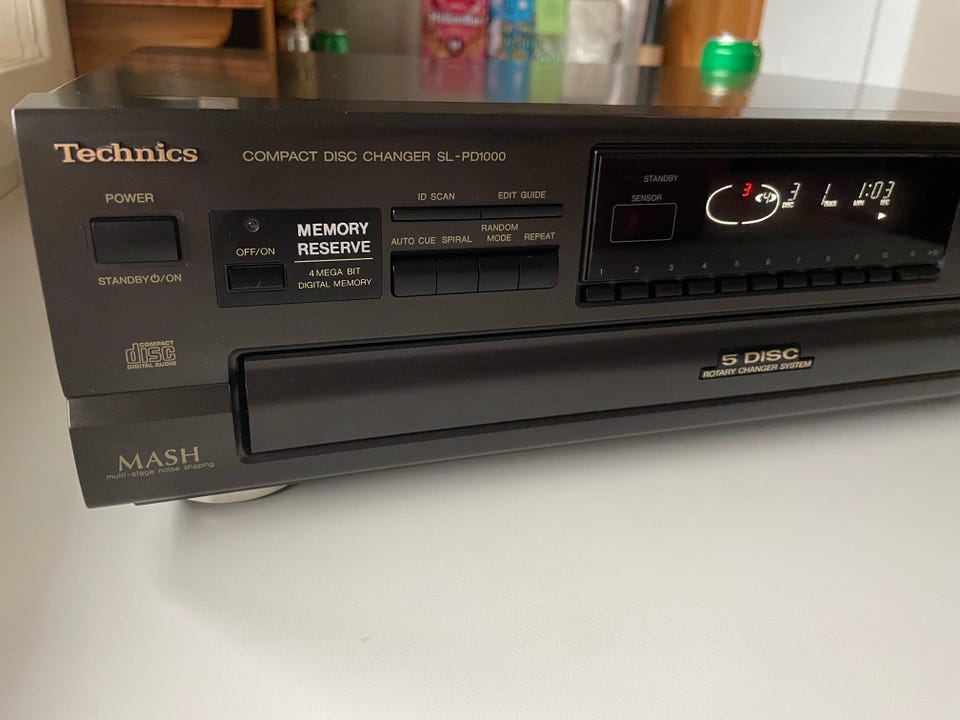 Technics
COMPACT DISC CHANGER SL-PD1000
POWER
STANDBY⏻/ON
OFF/ON
MEMORY
RESERVE
4 MEGA BIT
DIGITAL MEMORY
ID SCAN
EDIT GUIDE
AUTO CUE
SPIRAL
RANDOM
MODE
REPEAT
STANDBY
SENSOR
3
4
3
DISC
1
TRACK
1:03
MIN
SEC
1 2 3 4 5 6 7 8 9 10 0 >10
COMPACT
disc
DIGITAL AUDIO
5 DISC
ROTARY CHANGER SYSTEM
MASH
multi-stage noise shaping